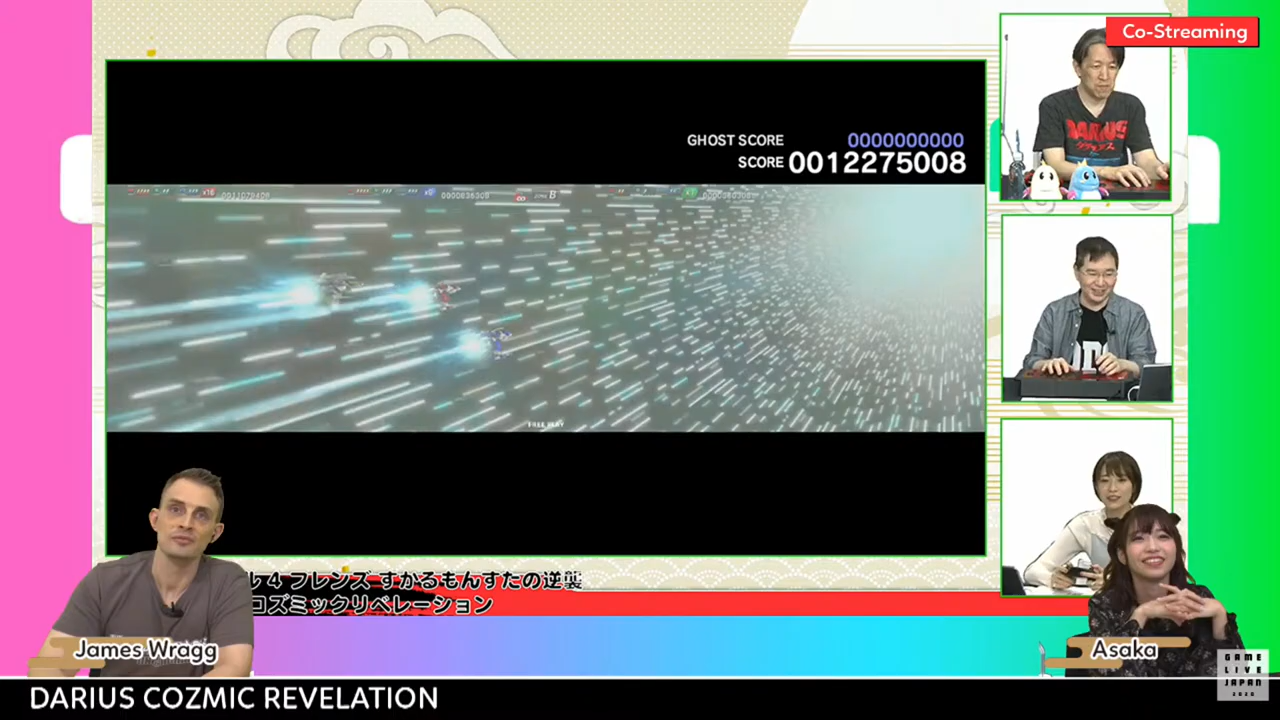 Co-Streaming
GHOST SCORE 0000000000
SCORE 0012275008
DARIUS
FREE PLAY
ル 4 フレンズ すかるもんすたの逆襲
コズミックリベレーション
James Wragg
Asaka
GAME
LIVE
JAPAN
2020
DARIUS COZMIC REVELATION